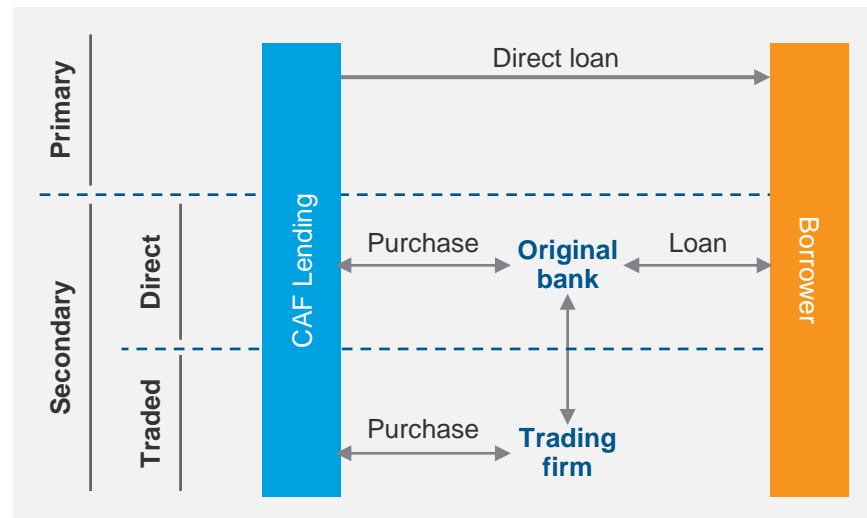 Primary
Direct loan
CAF Lending
Borrower
Secondary
Direct
Purchase
Original
bank
Loan
Traded
Purchase
Trading
firm